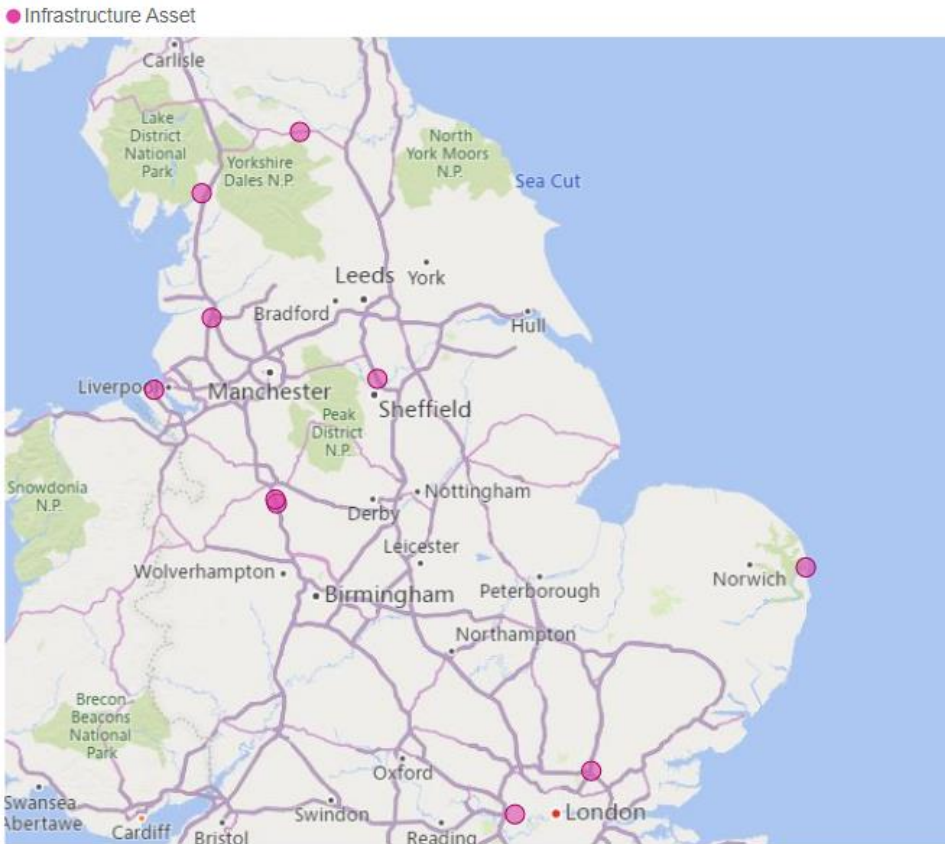 Infrastructure Asset
Carlisle
Lake
District
National
Park
Yorkshire
Dales N.P.
North
York Moors
N.P.
Sea Cut
Leeds
York
Bradford
Hull
Liverpool
Manchester
Sheffield
Peak
District
N.P.
Snowdonia
N.P.
Nottingham
Derby
Leicester
Wolverhampton
Norwich
Peterborough
Birmingham
Northampton
Brecon
Beacons
National
Park
Oxford
Swansea
Abertawe
Cardiff
Swindon
London
Bristol
Reading